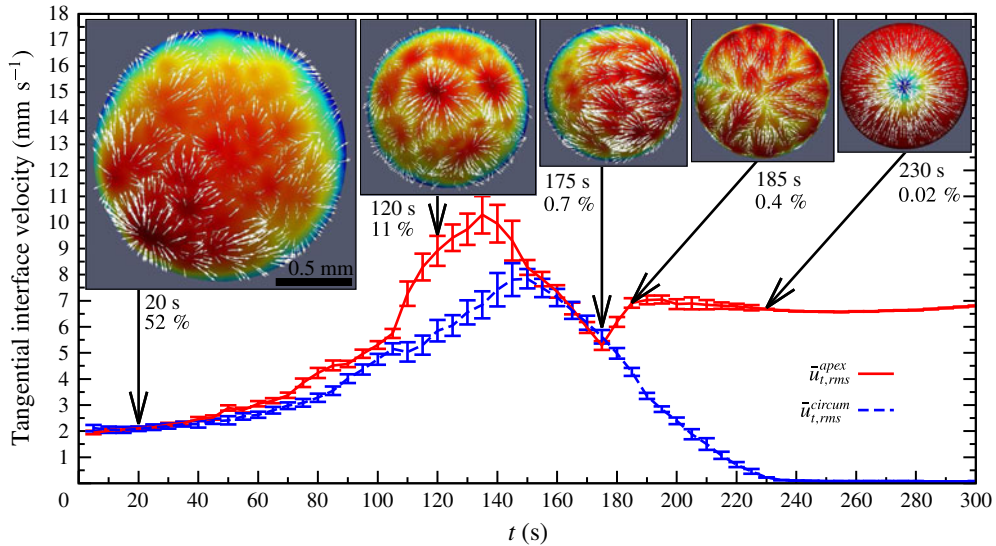 Tangential interface velocity (mm s⁻¹)
18
17
16
15
14
13
12
11
10
9
8
7
6
5
4
3
2
1
0.5 mm
20 s
52 %
120 s
11 %
175 s
0.7 %
185 s
0.4 %
230 s
0.02 %
ū^{apex}_{t,rms}
ū^{circum}_{t,rms}
0 20 40 60 80 100 120 140 160 180 200 220 240 260 280 300
t (s)